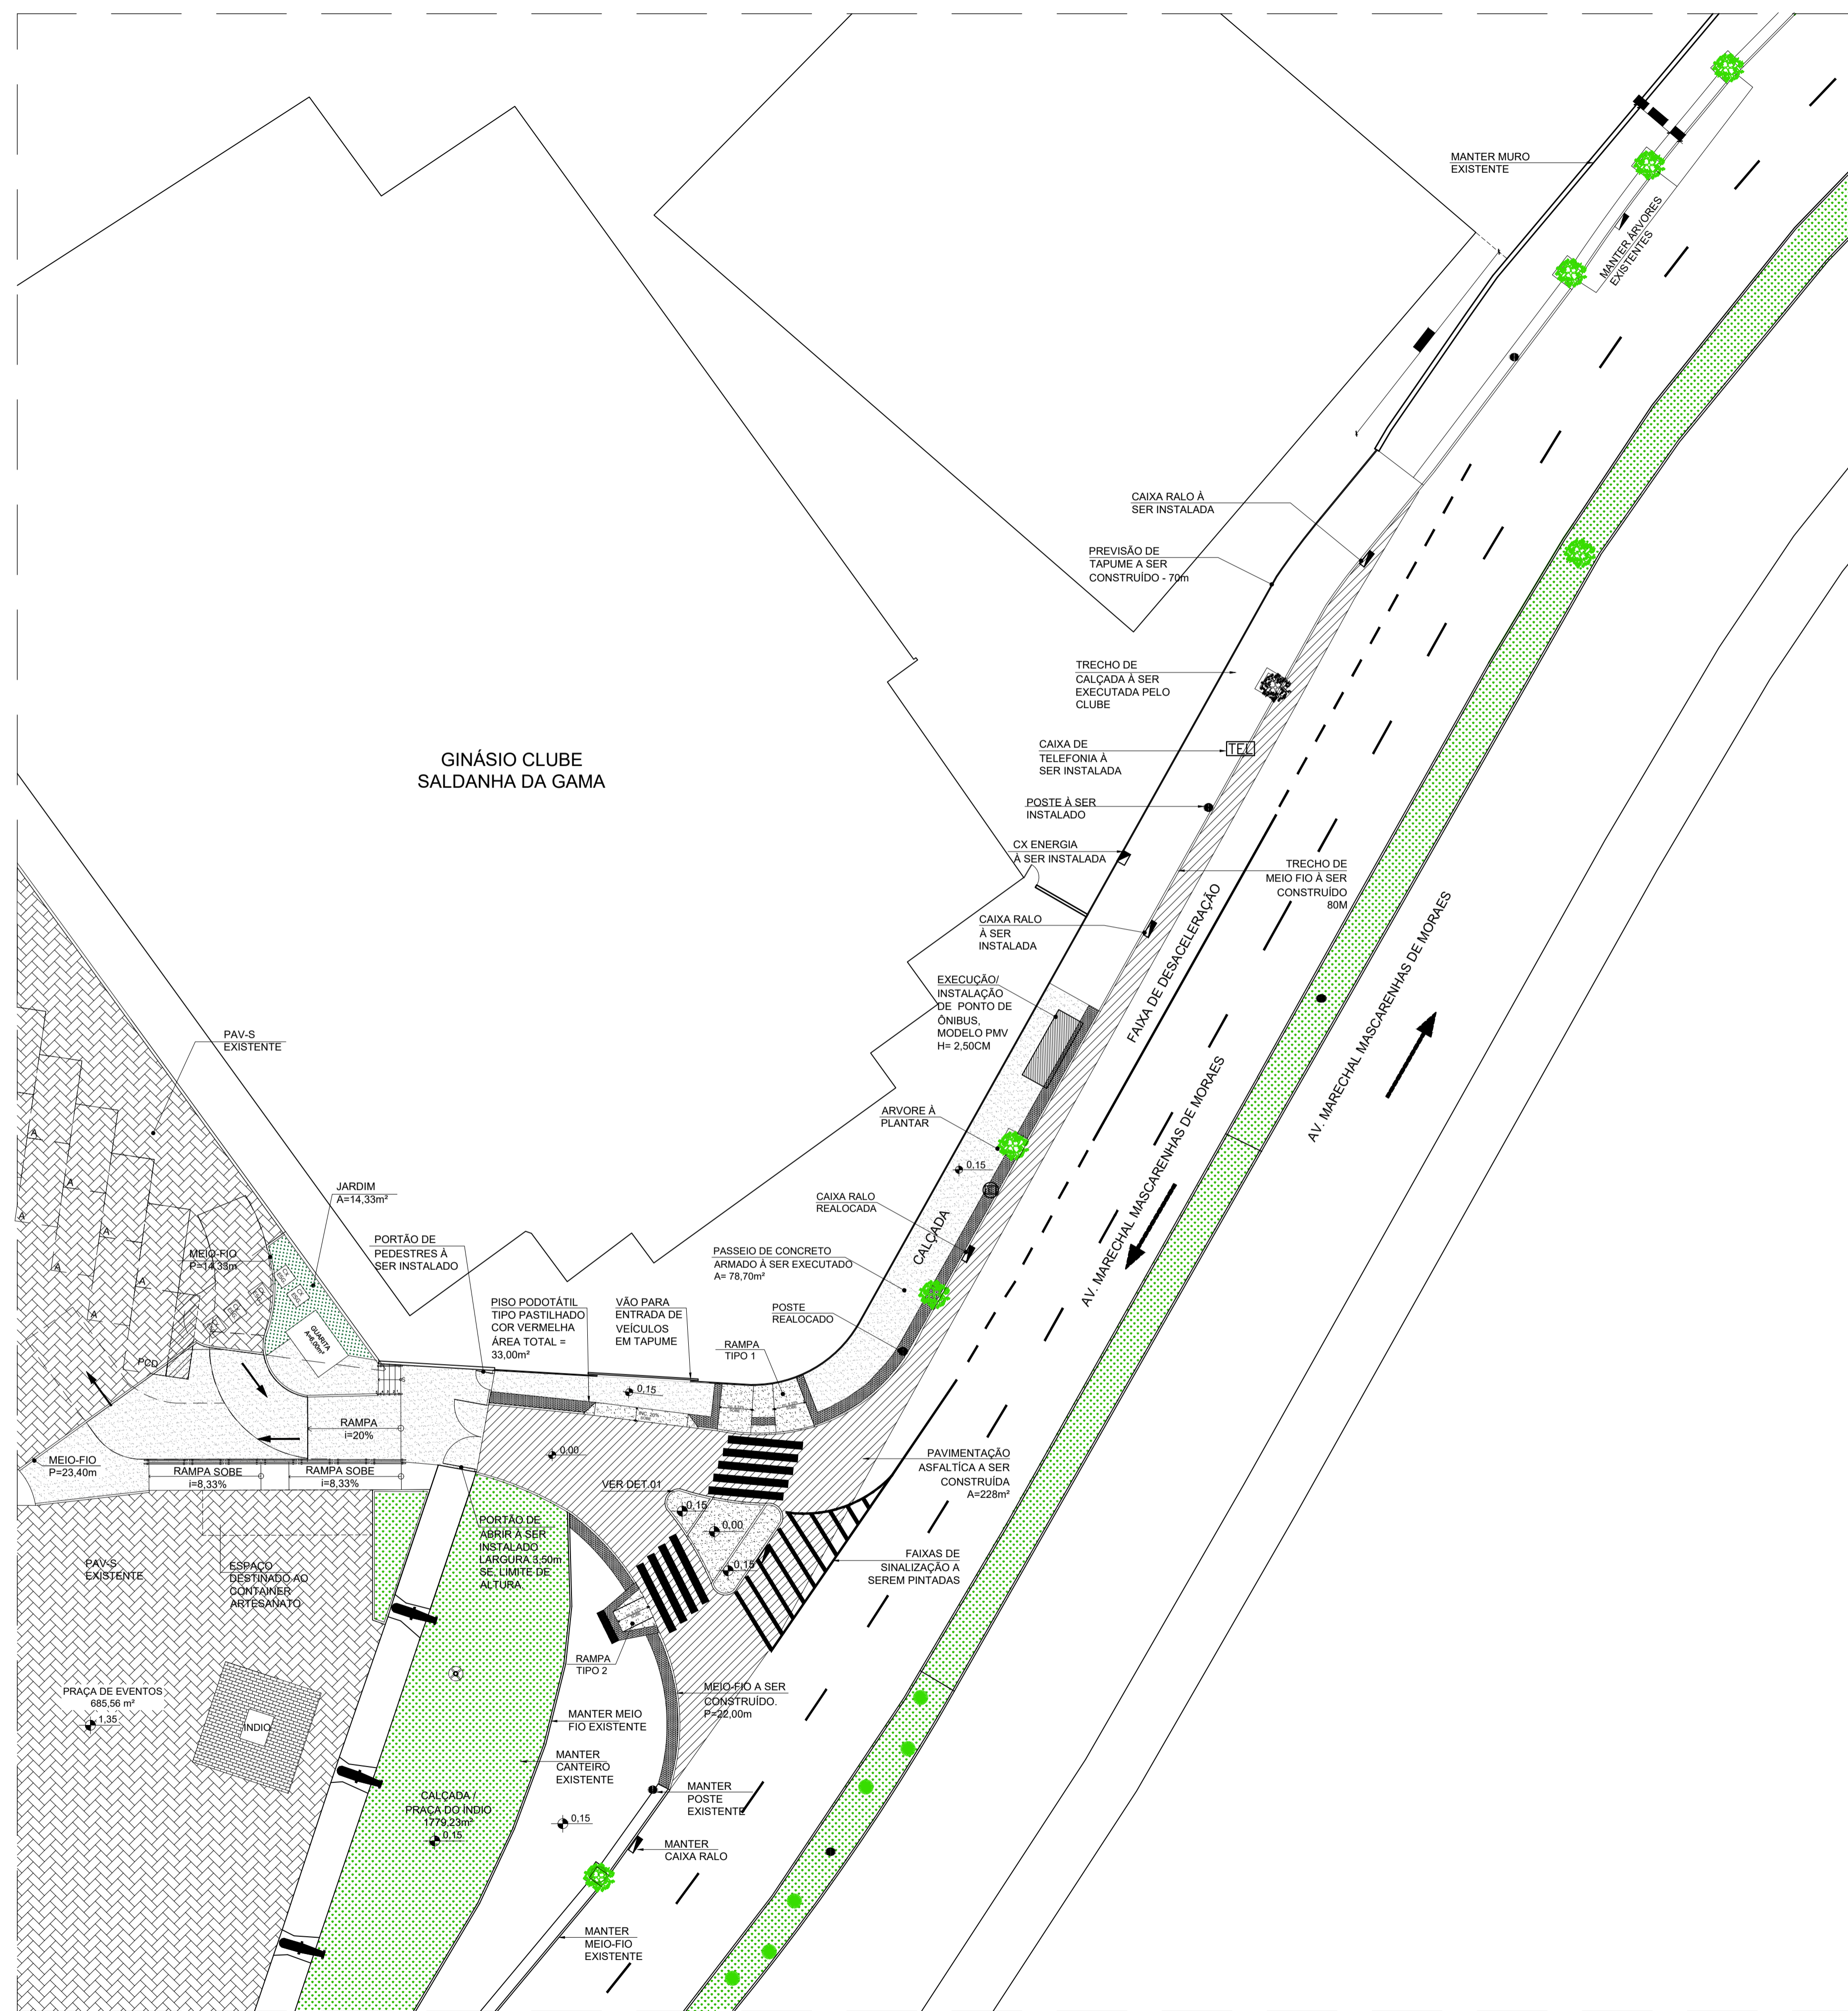 MANTER MURO
EXISTENTE
MANTER ÁRVORES
EXISTENTES
CAIXA RALO À
SER INSTALADA
PREVISÃO DE
TAPUME A SER
CONSTRUÍDO - 70m
TRECHO DE
CALÇADA À SER
EXECUTADA PELO
CLUBE
GINÁSIO CLUBE
SALDANHA DA GAMA
CAIXA DE
TELEFONIA À
SER INSTALADA
TEL
POSTE À SER
INSTALADO
CX ENERGIA
À SER INSTALADA
TRECHO DE
MEIO FIO À SER
CONSTRUÍDO
80M
CAIXA RALO
À SER
INSTALADA
FAIXA DE DESACELERAÇÃO
AV. MARECHAL MASCARENHAS DE MORAES
AV. MARECHAL MASCARENHAS DE MORAES
EXECUÇÃO/
INSTALAÇÃO
DE PONTO DE
ÔNIBUS,
MODELO PMV
H= 2,50CM
PAV-S
EXISTENTE
ARVORE À
PLANTAR
0,15
A
A
A
A
A
A
A
JARDIM
A=14,33m²
CAIXA RALO
REALOCADA
CALÇADA
PORTÃO DE
PEDESTRES À
SER INSTALADO
MEIO-FIO
P=14,33m
PASSEIO DE CONCRETO
ARMADO À SER EXECUTADO
A= 78,70m²
PISO PODOTÁTIL
TIPO PASTILHADO
COR VERMELHA
ÁREA TOTAL =
33,00m²
VÃO PARA
ENTRADA DE
VEÍCULOS
EM TAPUME
POSTE
REALOCADO
GUARITA
A=6,00m²
RAMPA
TIPO 1
PCD
0,15
RAMPA
i=20%
0,00
MEIO-FIO
P=23,40m
RAMPA SOBE
i=8,33%
RAMPA SOBE
i=8,33%
PAVIMENTAÇÃO
ASFALTÍCA A SER
CONSTRUÍDA
A=228m²
VER DET.01
0,15
0,00
0,15
PORTÃO DE
ABRIR À SER
INSTALADO
LARGURA 3,50m
SE. LIMITE DE
ALTURA
FAIXAS DE
SINALIZAÇÃO A
SEREM PINTADAS
PAV-S
EXISTENTE
ESPAÇO
DESTINADO AO
CONTAINER
ARTESANATO
RAMPA
TIPO 2
PRAÇA DE EVENTOS
685,56 m²
1,35
ÍNDIO
MEIO-FIO A SER
CONSTRUÍDO.
P=22,00m
MANTER MEIO
FIO EXISTENTE
MANTER
CANTEIRO
EXISTENTE
MANTER
POSTE
EXISTENTE
CALÇADA /
PRAÇA DO ÍNDIO
1779,23m²
0,15
0,15
MANTER
CAIXA RALO
MANTER
MEIO-FIO
EXISTENTE